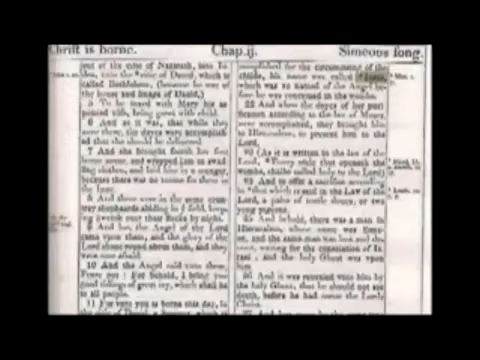 Christ is borne. Chap.ij. Simeons song.
out of the citie of Nazareth, into Iu-
dea, vnto the citie of Dauid, which is
called Bethlehem, (because he was of
the house and linage of Dauid,)
5 To be taxed with Mary his es-
poused wife, being great with child.
6 And so it was, that while they
were there, the dayes were accomplish-
ed that she should be deliuered.
7 And she brought foorth her first
borne sonne, and wrapped him in swad-
ling clothes, and laid him in a manger,
because there was no roome for them in
the Inne.
8 And there were in the same coun-
trey shepheards abiding in the field, keep-
ing watch ouer their flocke by night.
9 And loe, the Angel of the Lord
came vpon them, and the glory of the
Lord shone round about them, and they
were sore afraid.
10 And the Angel said vnto them,
Feare not: For behold, I bring you
good tidings of great ioy, which shall be
to all people.
11 For vnto you is borne this day, in
the citie of Dauid, a Sauiour, which is
complished for the circumcising of the
childe, his name was called Iesus,
which was so named of the Angel be-
fore he was conceiued in the wombe.
22 And when the dayes of her puri-
fication according to the law of Moses,
were accomplished, they brought him
to Hierusalem, to present him to the
Lord,
23 (As it is written in the law of the
Lord, Euery male that openeth the
wombe, shalbe called holy to the Lord)
24 And to offer a sacrifice according
to that which is said in the Law of the
Lord, a paire of turtle doues, or two
yong pigeons.
25 And behold, there was a man in
Hierusalem, whose name was Sime-
on, and the same man was iust and de-
uout, waiting for the consolation of Is-
rael: and the holy Ghost was vpon
him.
26 And it was reuealed vnto him by
the holy Ghost, that he should not see
death, before he had seene the Lords
Christ.